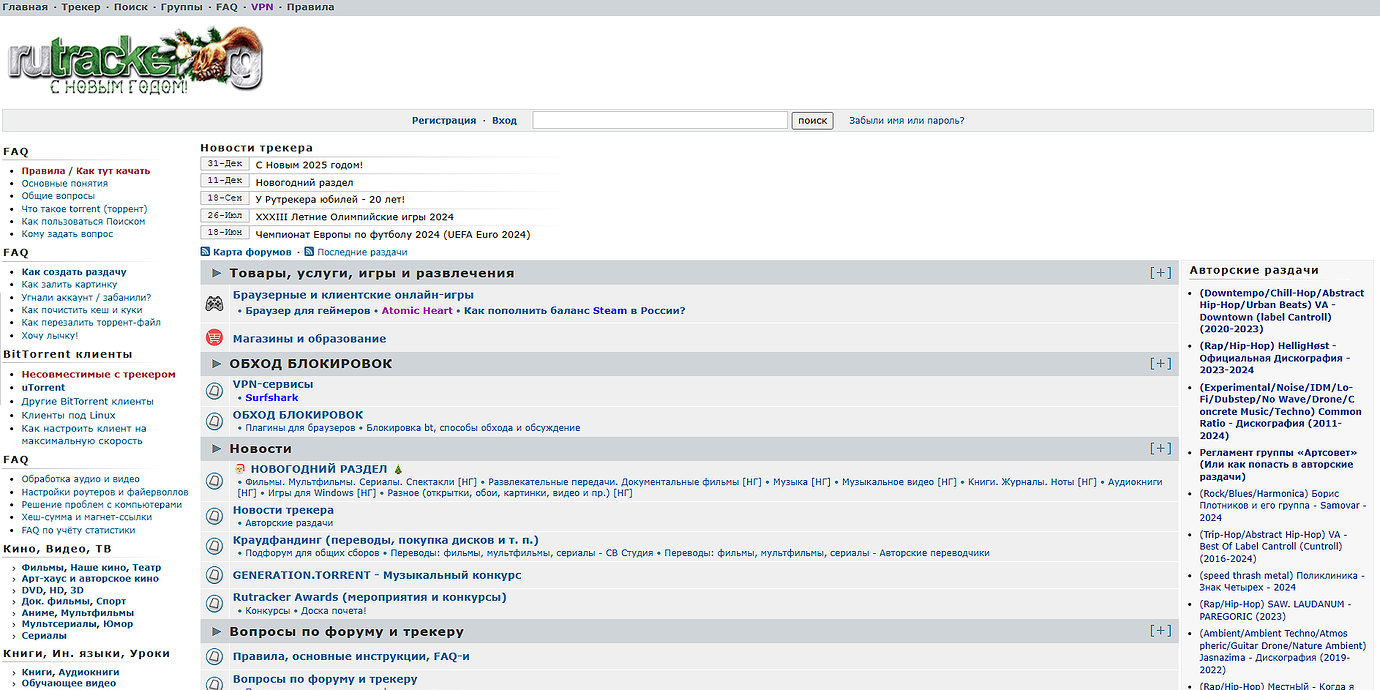 Главная · Трекер · Поиск · Группы · FAQ · VPN · Правила
rutracker.org
С НОВЫМ ГОДОМ!
Регистрация · Вход поиск Забыли имя или пароль?
FAQ
Правила / Как тут качать
Основные понятия
Общие вопросы
Что такое torrent (торрент)
Как пользоваться Поиском
Кому задать вопрос
FAQ
Как создать раздачу
Как залить картинку
Угнали аккаунт / забанили?
Как почистить кеш и куки
Как перезалить торрент-файл
Хочу лычку!
BitTorrent клиенты
Несовместимые с трекером
uTorrent
Другие BitTorrent клиенты
Клиенты под Linux
Как настроить клиент на
максимальную скорость
FAQ
Обработка аудио и видео
Настройки роутеров и файерволлов
Решение проблем с компьютерами
Хеш-сумма и магнет-ссылки
FAQ по учёту статистики
Кино, Видео, ТВ
Фильмы, Наше кино, Театр
Арт-хаус и авторское кино
DVD, HD, 3D
Док. фильмы, Спорт
Аниме, Мультфильмы
Мультсериалы, Юмор
Сериалы
Книги, Ин. языки, Уроки
Книги, Аудиокниги
Обучающее видео
Новости трекера
31-Дек С Новым 2025 годом!
11-Дек Новогодний раздел
18-Сен У Рутрекера юбилей - 20 лет!
26-Июл XXXIII Летние Олимпийские игры 2024
18-Июн Чемпионат Европы по футболу 2024 (UEFA Euro 2024)
Карта форумов · Последние раздачи
Товары, услуги, игры и развлечения [+]
Браузерные и клиентские онлайн-игры
• Браузер для геймеров • Atomic Heart • Как пополнить баланс Steam в России?
Магазины и образование
ОБХОД БЛОКИРОВОК [+]
VPN-сервисы
• Surfshark
ОБХОД БЛОКИРОВОК
• Плагины для браузеров • Блокировка bt, способы обхода и обсуждение
Новости [+]
НОВОГОДНИЙ РАЗДЕЛ
• Фильмы. Мультфильмы. Сериалы. Спектакли [НГ] • Развлекательные передачи. Документальные фильмы [НГ] • Музыка [НГ] • Музыкальное видео [НГ] • Книги. Журналы. Ноты [НГ] • Аудиокниги
[НГ] • Игры для Windows [НГ] • Разное (открытки, обои, картинки, видео и пр.) [НГ]
Новости трекера
• Авторские раздачи
Краудфандинг (переводы, покупка дисков и т. п.)
• Подфорум для общих сборов • Переводы: фильмы, мультфильмы, сериалы - СВ Студия • Переводы: фильмы, мультфильмы, сериалы - Авторские переводчики
GENERATION.TORRENT - Музыкальный конкурс
Rutracker Awards (мероприятия и конкурсы)
• Конкурсы • Доска почета!
Вопросы по форуму и трекеру [+]
Правила, основные инструкции, FAQ-и
Вопросы по форуму и трекеру
Авторские раздачи
(Downtempo/Chill-Hop/Abstract
Hip-Hop/Urban Beats) VA -
Downtown (label Cantroll)
(2020-2023)
(Rap/Hip-Hop) HelligHøst -
Официальная Дискография -
2023-2024
(Experimental/Noise/IDM/Lo-
Fi/Dubstep/No Wave/Drone/C
oncrete Music/Techno) Common
Ratio - Дискография (2011-
2024)
Регламент группы «Артсовет»
(Или как попасть в авторские
раздачи)
(Rock/Blues/Harmonica) Борис
Плотников и его группа - Samovar -
2024
(Trip-Hop/Abstract Hip-Hop) VA -
Best Of Label Cantroll (Cuntroll)
(2016-2024)
(speed thrash metal) Поликлиника -
Знак Четырех - 2024
(Rap/Hip-Hop) SAW. LAUDANUM -
PAREGORIC (2023)
(Ambient/Ambient Techno/Atmos
pheric/Guitar Drone/Nature Ambient)
Jasnazima - Дискография (2019-
2022)
(Rap/Hip-Hop) МестнЫй - Когда я